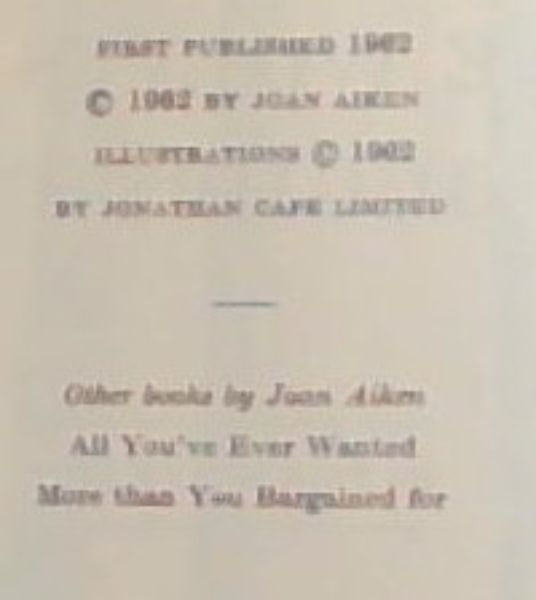 FIRST PUBLISHED 1962
© 1962 BY JOAN AIKEN
ILLUSTRATIONS © 1962
BY JONATHAN CAPE LIMITED
Other books by Joan Aiken
All You've Ever Wanted
More than You Bargained for